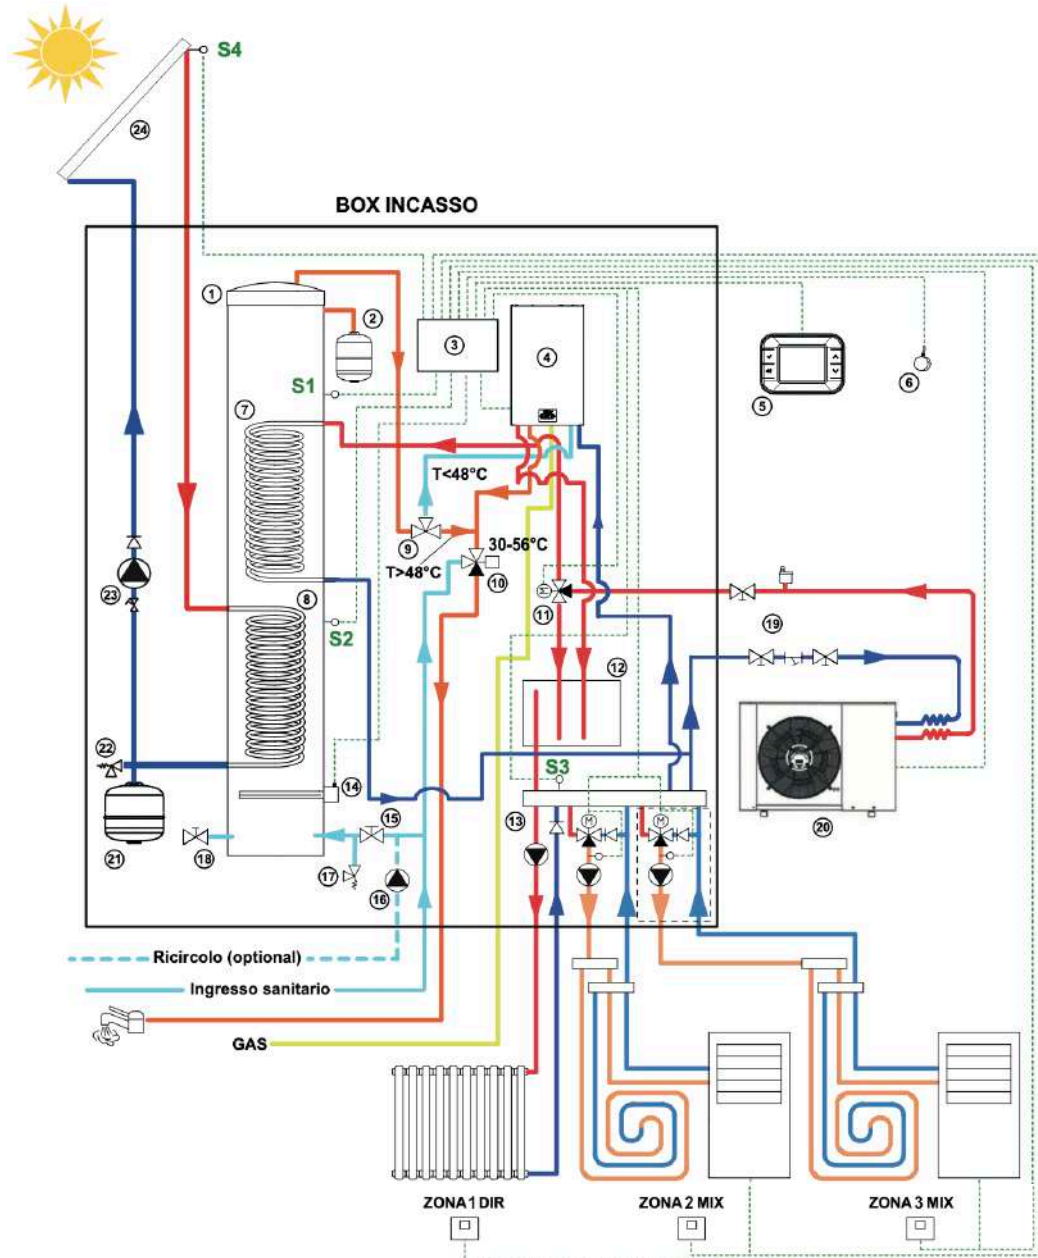 S4
24
BOX INCASSO
1
2
3
4
S1
5
6
7
T<48°C
9
30-56°C
T>48°C
10
8
23
11
19
S2
12
22
S3
14
15
13
M
M
20
21
18
17
16
Ricircolo (optional)
Ingresso sanitario
GAS
ZONA 1 DIR
ZONA 2 MIX
ZONA 3 MIX